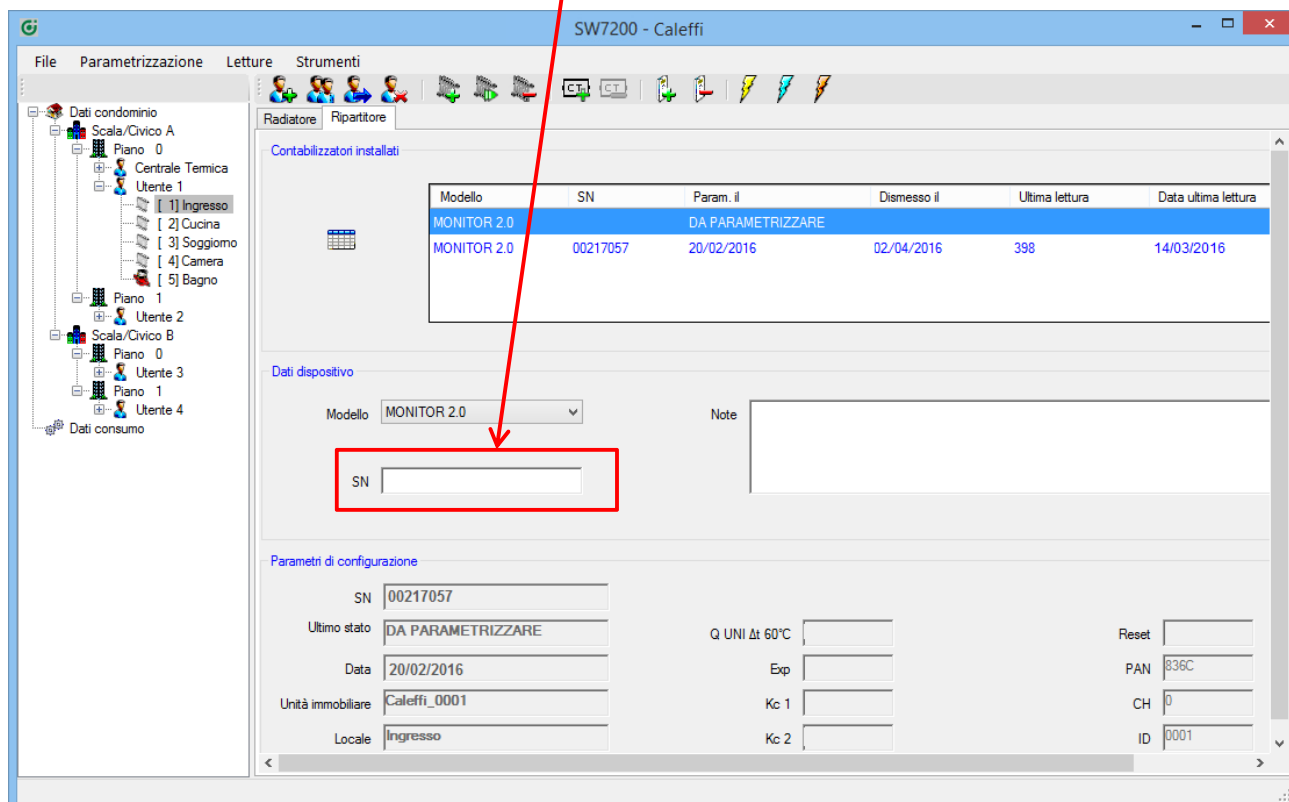 SW7200 - Caleffi
File Parametrizzazione Letture Strumenti
Dati condominio
Scala/Civico A
Piano 0
Centrale Termica
Utente 1
[ 1] Ingresso
[ 2] Cucina
[ 3] Soggiorno
[ 4] Camera
[ 5] Bagno
Piano 1
Utente 2
Scala/Civico B
Piano 0
Utente 3
Piano 1
Utente 4
Dati consumo
CT CT
Radiatore Ripartitore
Contabilizzatori installati
Modello SN Param. il Dismesso il Ultima lettura Data ultima lettura
MONITOR 2.0 DA PARAMETRIZZARE
MONITOR 2.0 00217057 20/02/2016 02/04/2016 398 14/03/2016
Dati dispositivo
Modello MONITOR 2.0 Note
SN
Parametri di configurazione
SN 00217057
Ultimo stato DA PARAMETRIZZARE Q UNI Δt 60°C Reset
Data 20/02/2016 Exp PAN 836C
Unità immobiliare Caleffi_0001 Kc 1 CH 0
Locale Ingresso Kc 2 ID 0001